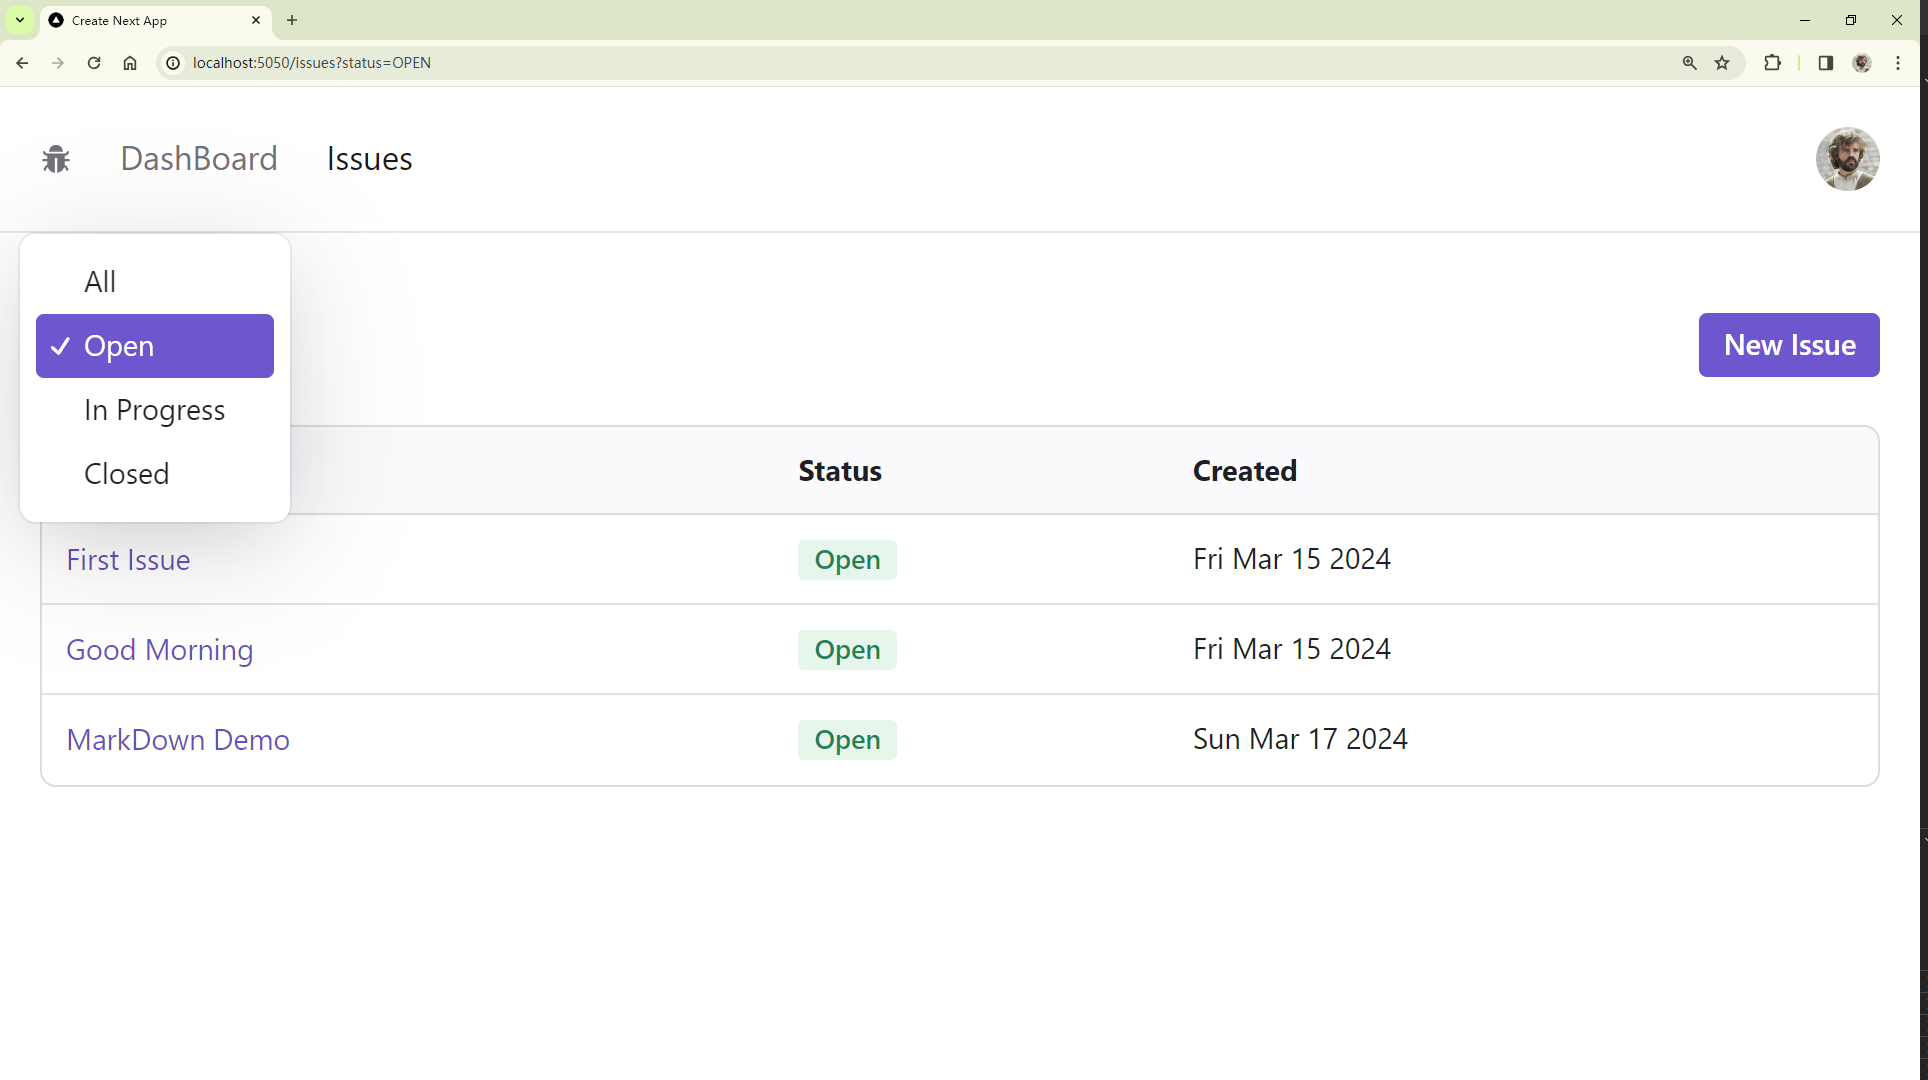 Create Next App
localhost:5050/issues?status=OPEN
DashBoard Issues
All
Open
In Progress
Closed
New Issue
Status Created
First Issue Open Fri Mar 15 2024
Good Morning Open Fri Mar 15 2024
MarkDown Demo Open Sun Mar 17 2024